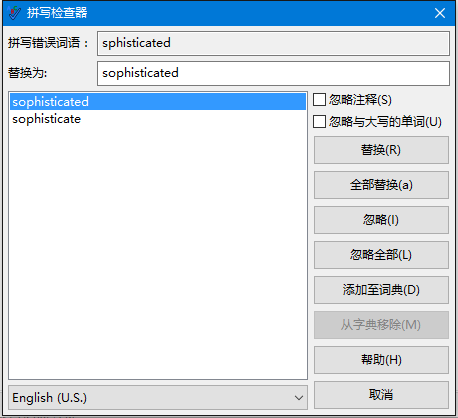 拼写检查器
拼写错误词语： sphisticated
替换为: sophisticated
sophisticated
sophisticate
忽略注释(S)
忽略与大写的单词(U)
替换(R)
全部替换(a)
忽略(I)
忽略全部(L)
添加至词典(D)
从字典移除(M)
帮助(H)
取消
English (U.S.)